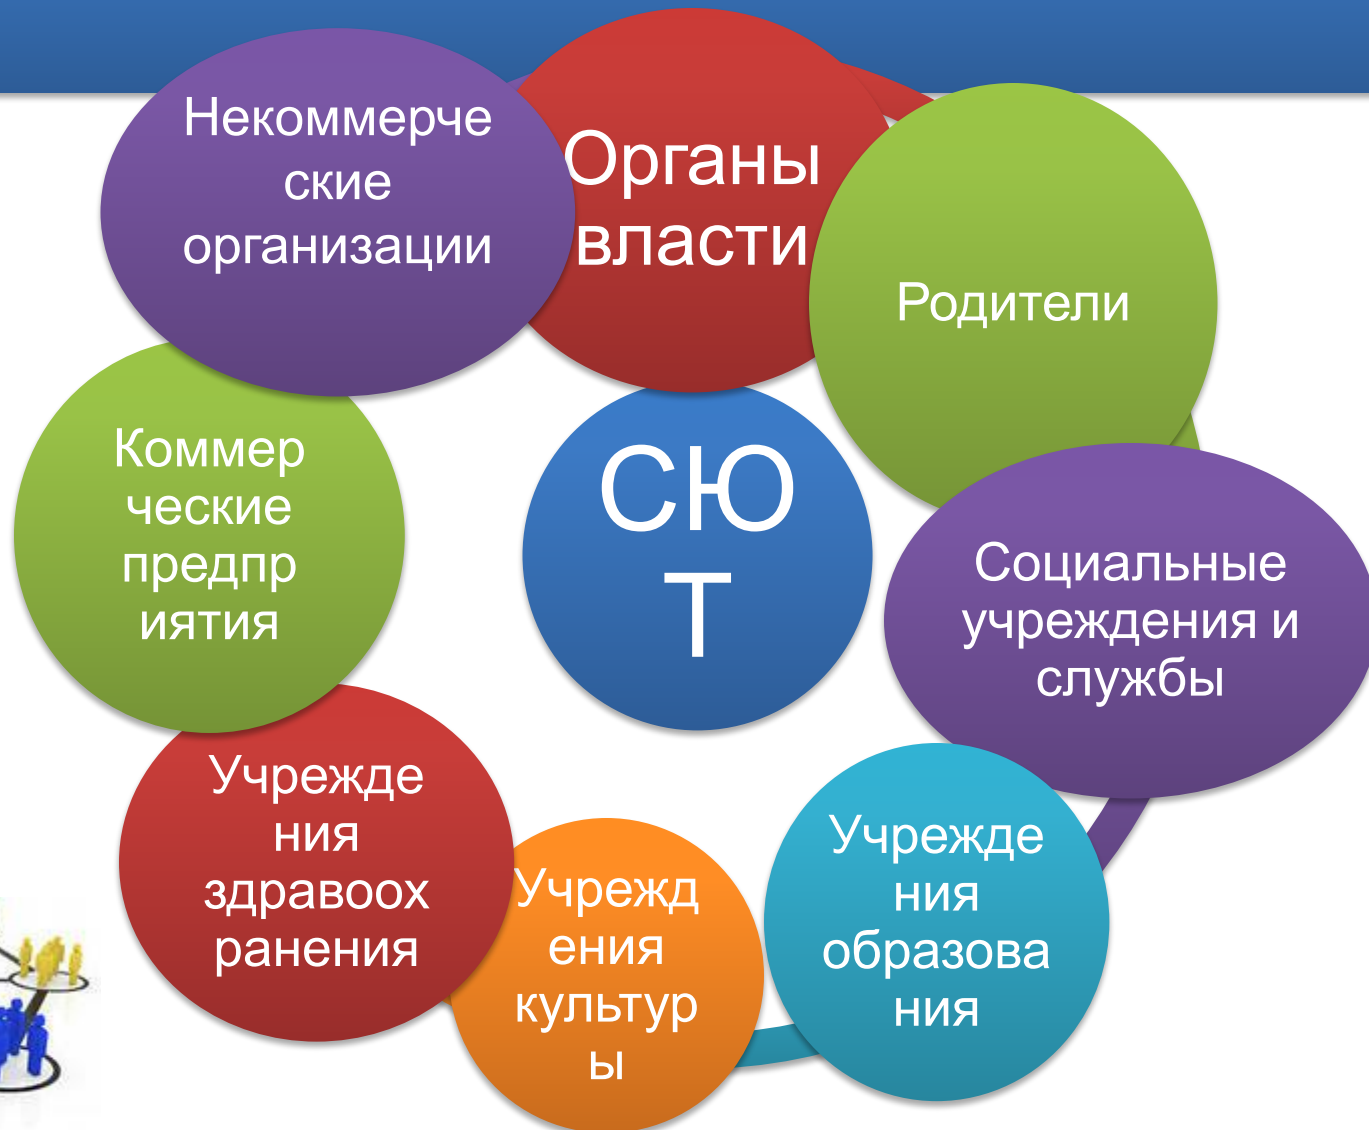 Некоммерче
ские
организации
Органы
власти
Родители
СЮ
Т
Социальные
учреждения и
службы
Учрежде
ния
образова
ния
Учрежд
ения
культур
ы
Учрежде
ния
здравоох
ранения
Коммер
ческие
предпр
иятия